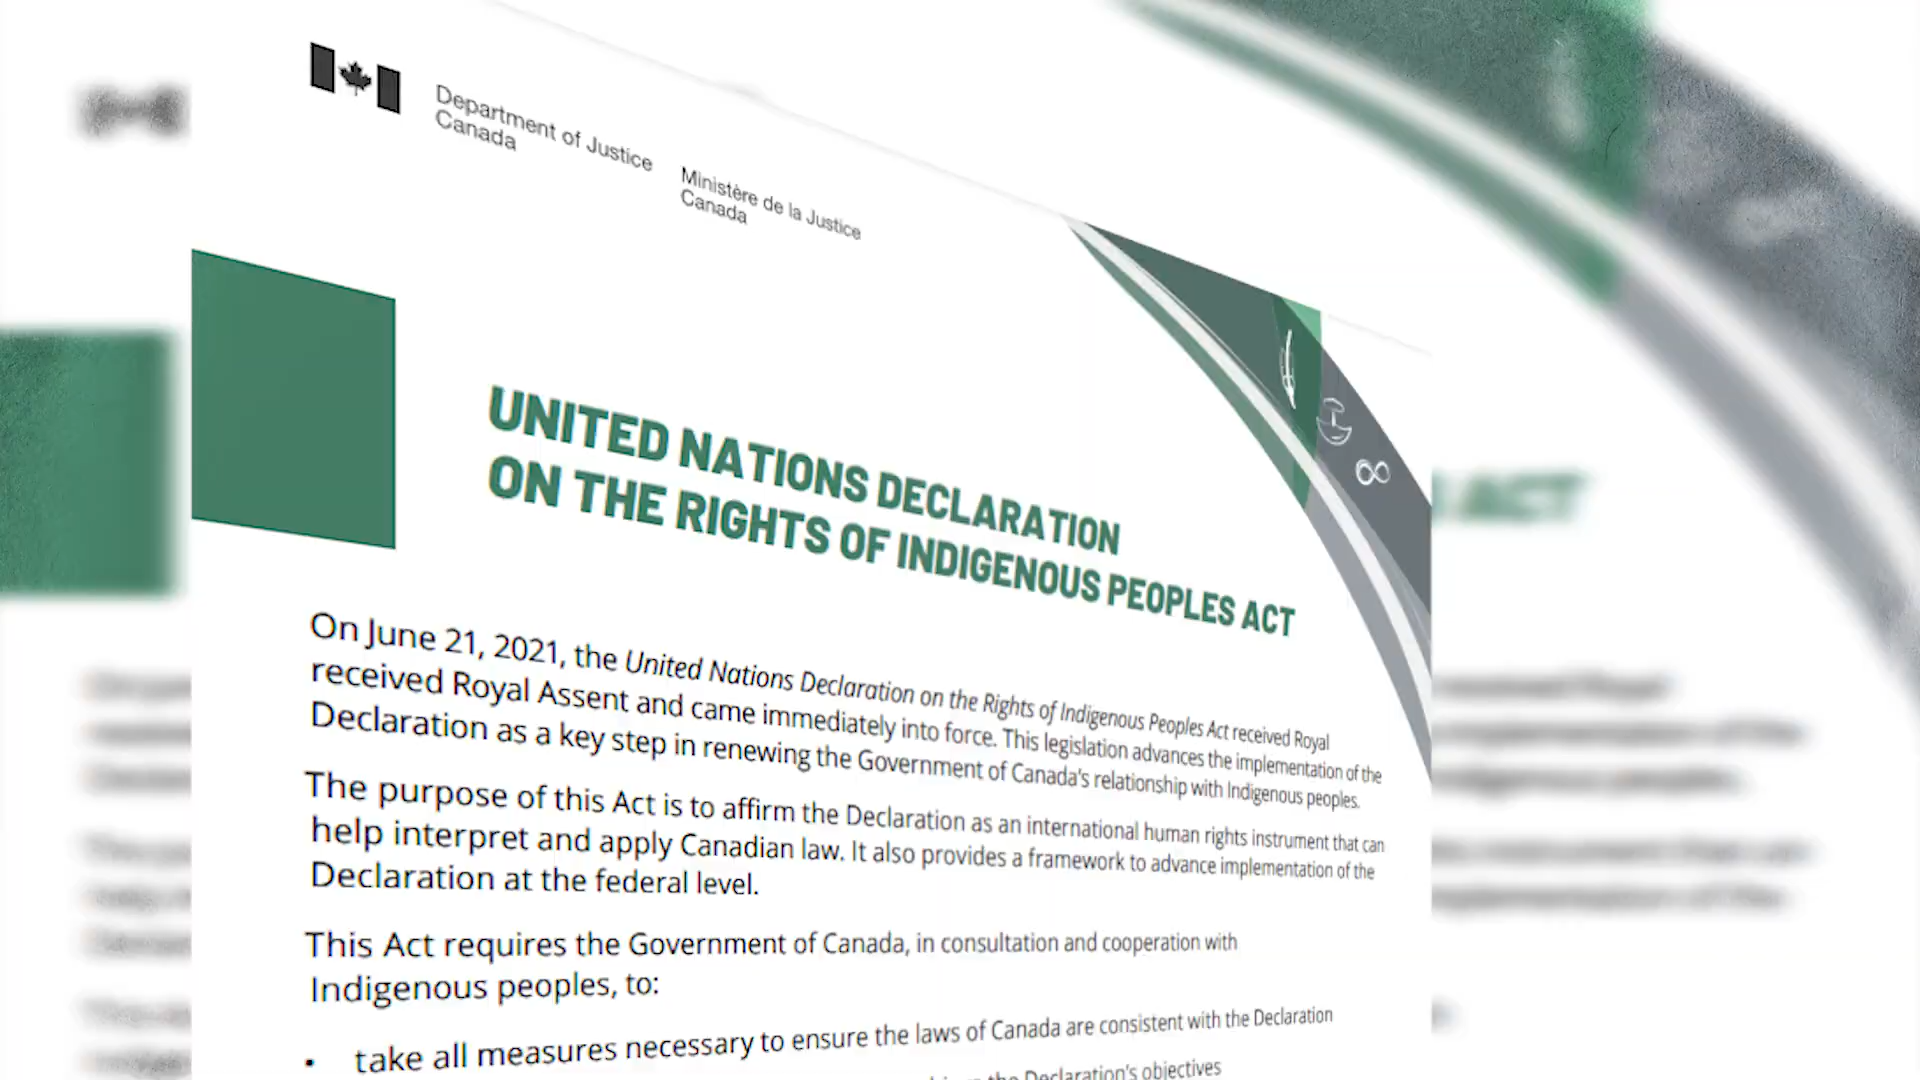 Department of Justice
Canada
Ministère de la Justice
Canada
UNITED NATIONS DECLARATION
ON THE RIGHTS OF INDIGENOUS PEOPLES ACT
On June 21, 2021, the United Nations Declaration on the Rights of Indigenous Peoples Act received Royal
received Royal Assent and came immediately into force. This legislation advances the implementation of the
Declaration as a key step in renewing the Government of Canada's relationship with Indigenous peoples.
The purpose of this Act is to affirm the Declaration as an international human rights instrument that can
help interpret and apply Canadian law. It also provides a framework to advance implementation of the
Declaration at the federal level.
This Act requires the Government of Canada, in consultation and cooperation with
Indigenous peoples, to:
• take all measures necessary to ensure the laws of Canada are consistent with the Declaration
the Declaration's objectives
ACT